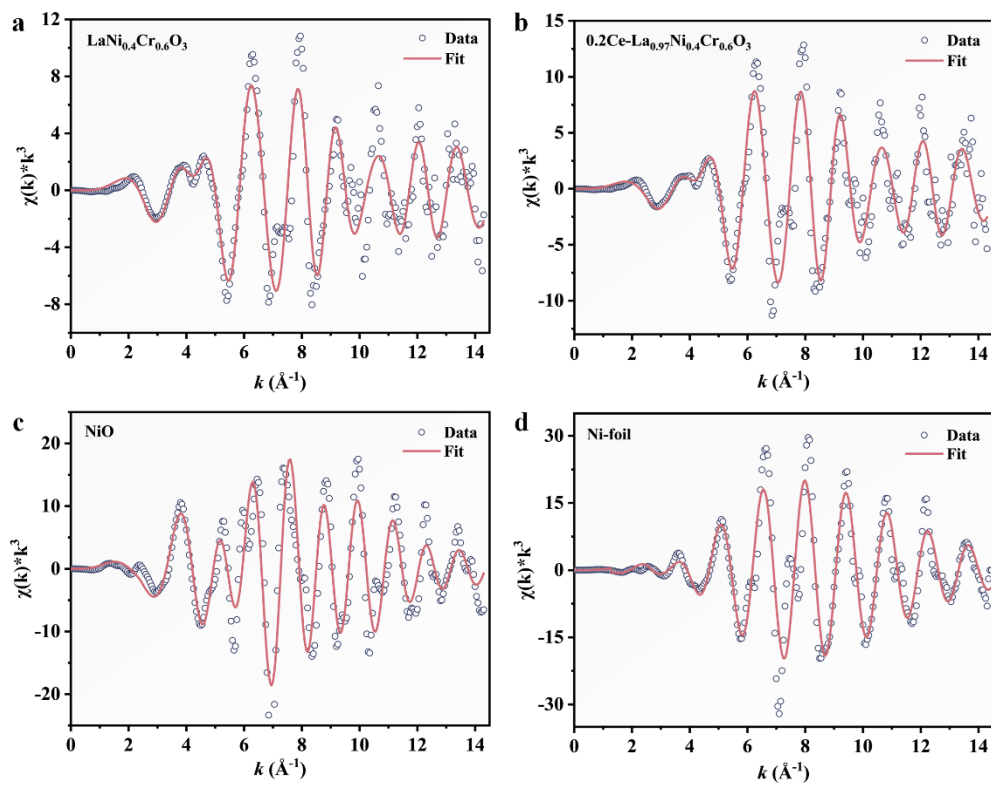 a
LaNi0.4Cr0.6O3
Data
Fit
12
8
4
0
-4
-8
χ(k)*k3
0 2 4 6 8 10 12 14
k (Å-1)
b
0.2Ce-La0.97Ni0.4Cr0.6O3
Data
Fit
15
10
5
0
-5
-10
χ(k)*k3
0 2 4 6 8 10 12 14
k (Å-1)
c
NiO
Data
Fit
20
10
0
-10
-20
χ(k)*k3
0 2 4 6 8 10 12 14
k (Å-1)
d
Ni-foil
Data
Fit
30
15
0
-15
-30
χ(k)*k3
0 2 4 6 8 10 12 14
k (Å-1)